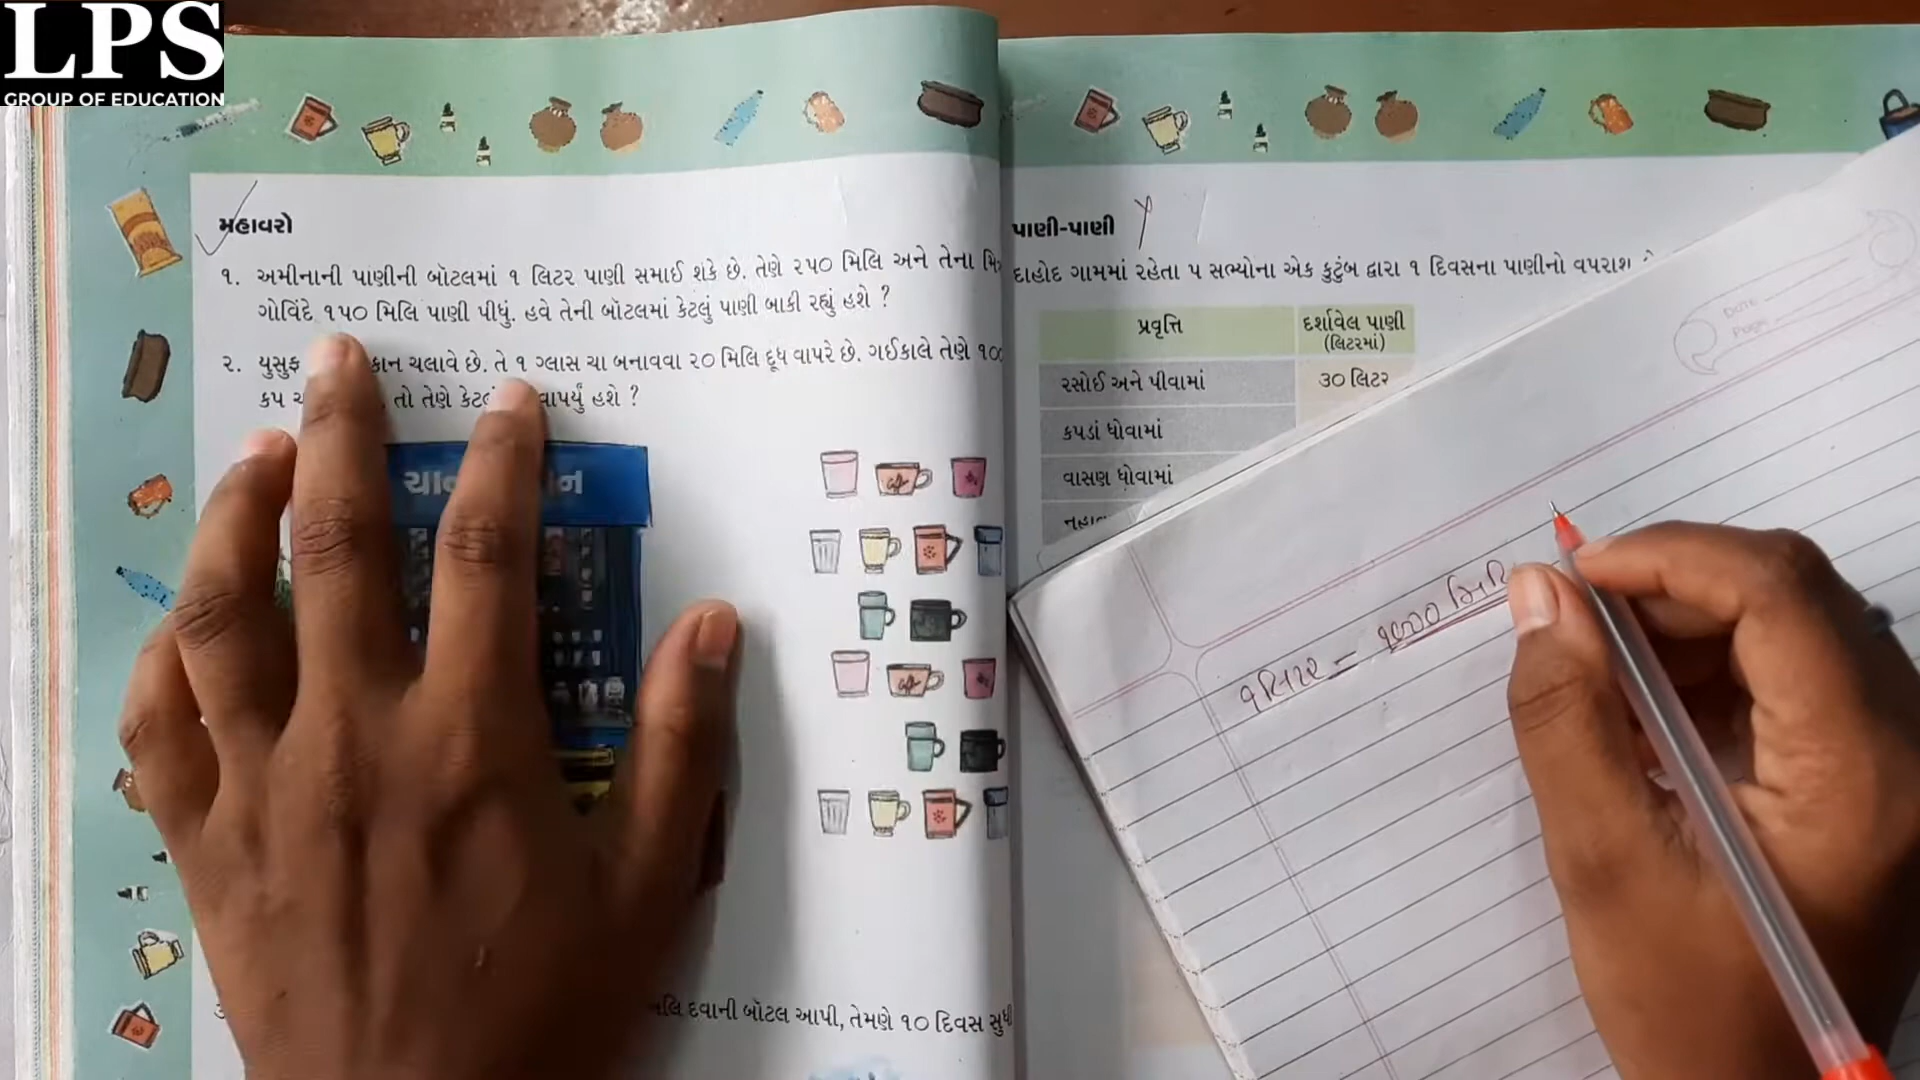 LPS
GROUP OF EDUCATION
મહાવરો
૧. અમીનાની પાણીની બૉટલમાં ૧ લિટર પાણી સમાઈ શકે છે. તેણે ૨૫૦ મિલિ અને તેના
ગોવિંદે ૧૫૦ મિલિ પાણી પીધું. હવે તેની બૉટલમાં કેટલું પાણી બાકી રહ્યું હશે ?
૨. યુસુફ ચલાવે છે. તે ૧ ગ્લાસ ચા બનાવવા ૨૦ મિલિ દૂધ વાપરે છે. ગઈકાલે તેણે ૧૦૦
કપ તો તેણે વાપર્યું હશે ?
દવાની બૉટલ આપી, તેમણે ૧૦ દિવસ સુધી
પાણી-પાણી
દાહોદ ગામમાં રહેતા ૫ સભ્યોના એક કુટુંબ દ્વારા ૧ દિવસના પાણીનો વપરાશ
પ્રવૃત્તિ
દર્શાવેલ પાણી
(લિટરમાં)
રસોઈ અને પીવામાં
૩૦ લિટર
કપડાં ધોવામાં
વાસણ ધોવામાં
Date
Page
૧ લિટર = ૧૦૦૦ મિલિ